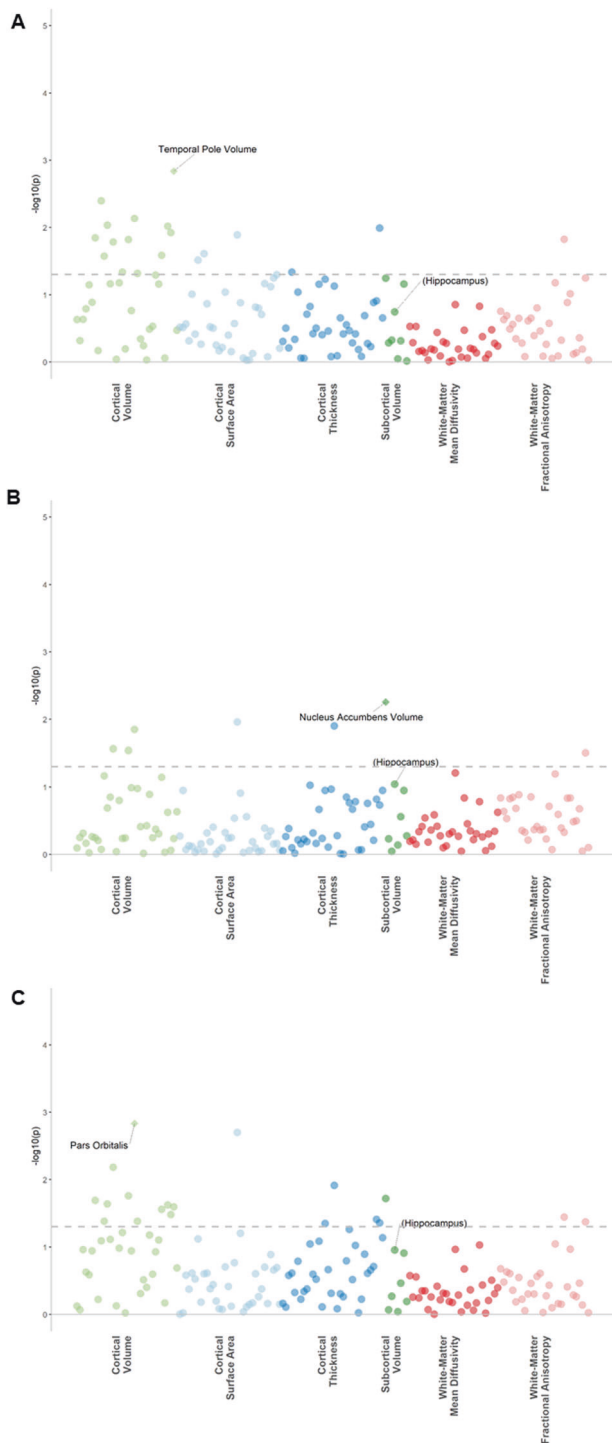 A
5
4
3
2
1
0
-log10(p)
Temporal Pole Volume
(Hippocampus)
Cortical
Volume
Cortical
Surface Area
Cortical
Thickness
Subcortical
Volume
White-Matter
Mean Diffusivity
White-Matter
Fractional Anisotropy
B
5
4
3
2
1
0
-log10(p)
Nucleus Accumbens Volume
(Hippocampus)
Cortical
Volume
Cortical
Surface Area
Cortical
Thickness
Subcortical
Volume
White-Matter
Mean Diffusivity
White-Matter
Fractional Anisotropy
C
4
3
2
1
0
-log10(p)
Pars Orbitalis
(Hippocampus)
Cortical
Volume
Cortical
Surface Area
Cortical
Thickness
Subcortical
Volume
White-Matter
Mean Diffusivity
White-Matter
Fractional Anisotropy